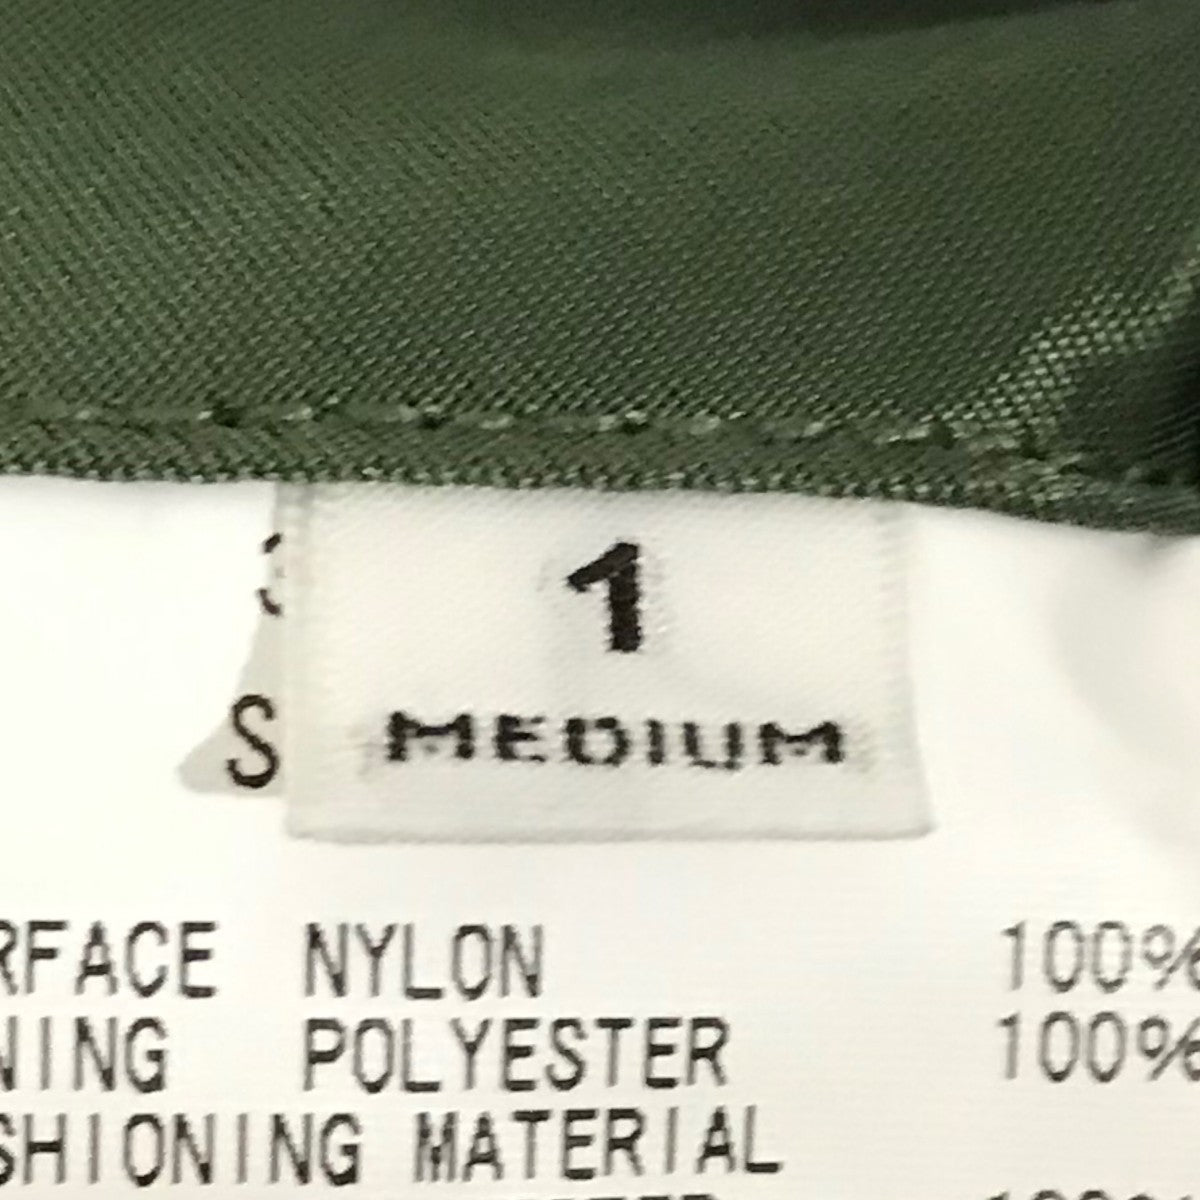 1
S MEDIUM
RFACE NYLON 100%
NING POLYESTER 100%
SHIONING MATERIAL